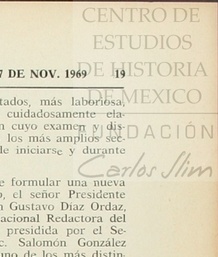 CENTRO DE
ESTUDIOS
DE HISTORIA
DE MEXICO
FUNDACIÓN
Carlos Slim
7 DE NOV. 1969 19
tados, más laboriosa,
cuidadosamente ela-
n cuyo examen y dis-
los más amplios sec-
de iniciarse y durante
e formular una nueva
o, el señor Presidente
n Gustavo Díaz Ordaz,
acional Redactora del
presidida por el Se-
c. Salomón González
uno de los más distin-